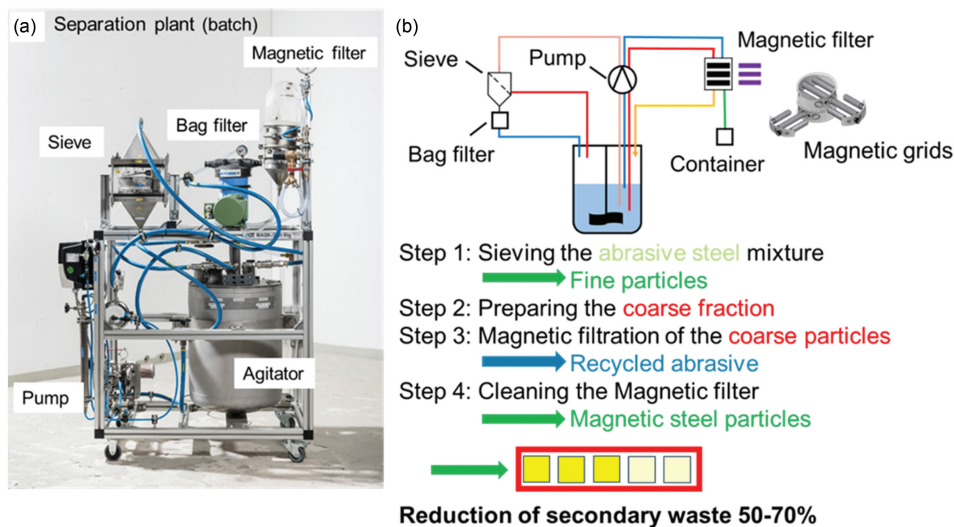 (a) Separation plant (batch)
Magnetic filter
Bag filter
Sieve
Agitator
Pump
(b)
Sieve
Pump
Magnetic filter
Bag filter
Container
Magnetic grids
Step 1: Sieving the abrasive steel mixture
Fine particles
Step 2: Preparing the coarse fraction
Step 3: Magnetic filtration of the coarse particles
Recycled abrasive
Step 4: Cleaning the Magnetic filter
Magnetic steel particles
Reduction of secondary waste 50-70%